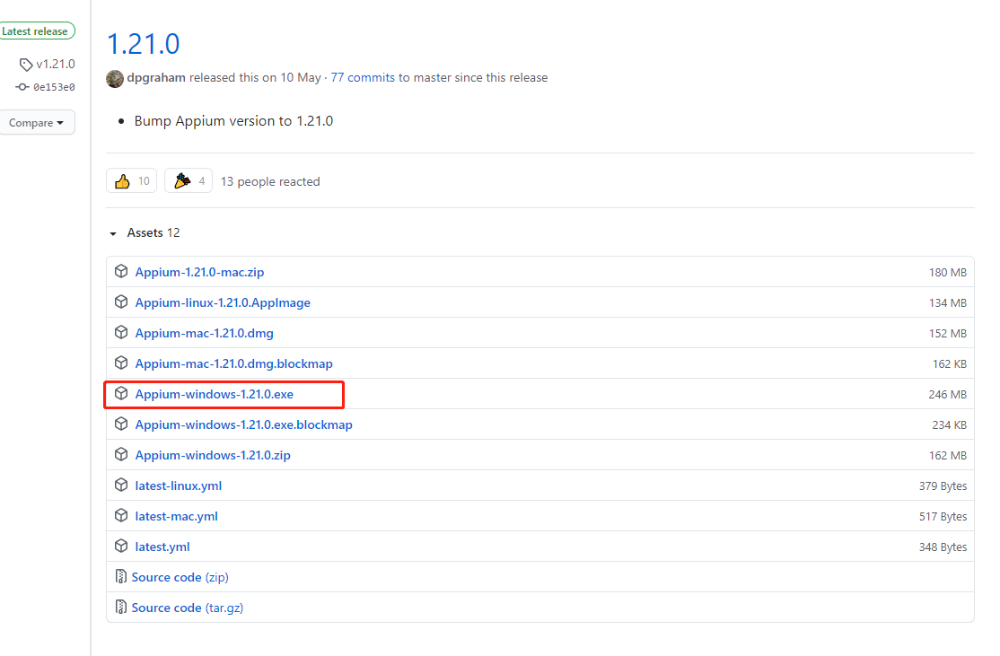 Latest release
v1.21.0
0e153e0
Compare
1.21.0
dpgraham released this on 10 May · 77 commits to master since this release
Bump Appium version to 1.21.0
10 4 13 people reacted
Assets 12
Appium-1.21.0-mac.zip 180 MB
Appium-linux-1.21.0.AppImage 134 MB
Appium-mac-1.21.0.dmg 152 MB
Appium-mac-1.21.0.dmg.blockmap 162 KB
Appium-windows-1.21.0.exe 246 MB
Appium-windows-1.21.0.exe.blockmap 234 KB
Appium-windows-1.21.0.zip 162 MB
latest-linux.yml 379 Bytes
latest-mac.yml 517 Bytes
latest.yml 348 Bytes
Source code (zip)
Source code (tar.gz)